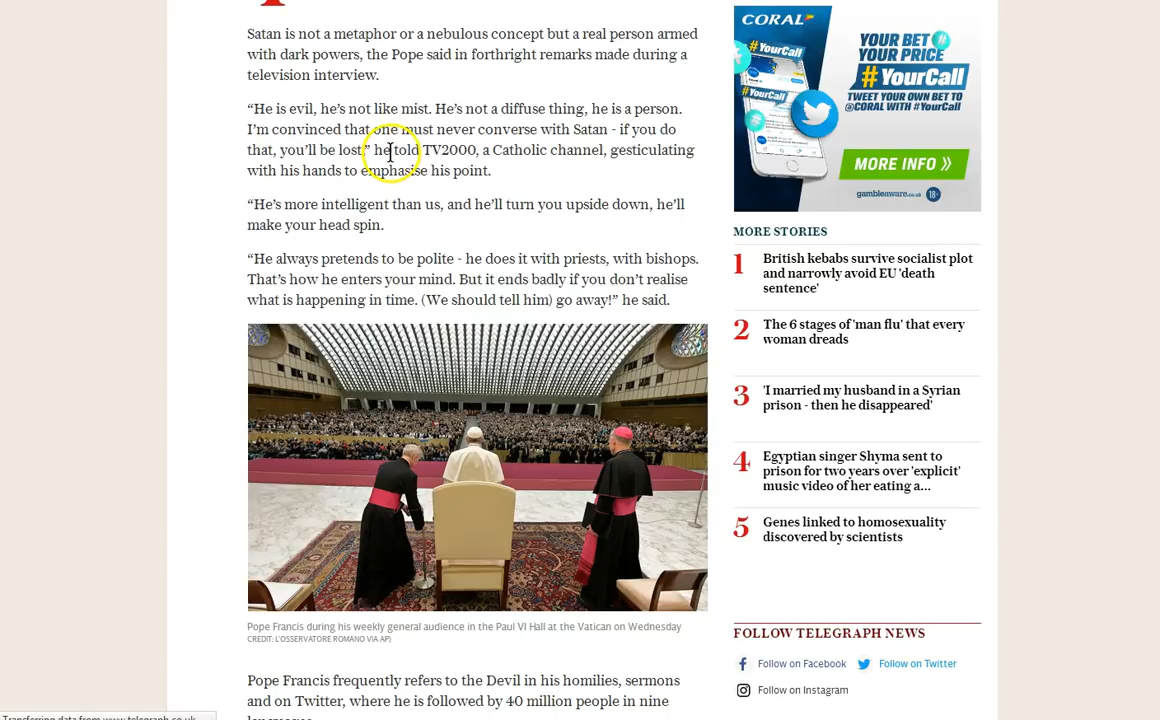 Satan is not a metaphor or a nebulous concept but a real person armed
with dark powers, the Pope said in forthright remarks made during a
television interview.
“He is evil, he’s not like mist. He’s not a diffuse thing, he is a person.
I’m convinced that one must never converse with Satan - if you do
that, you’ll be lost” he told TV2000, a Catholic channel, gesticulating
with his hands to emphasise his point.
“He’s more intelligent than us, and he’ll turn you upside down, he’ll
make your head spin.
“He always pretends to be polite - he does it with priests, with bishops.
That’s how he enters your mind. But it ends badly if you don’t realise
what is happening in time. (We should tell him) go away!” he said.
Pope Francis during his weekly general audience in the Paul VI Hall at the Vatican on Wednesday
CREDIT: L'OSSERVATORE ROMANO VIA AP)
Pope Francis frequently refers to the Devil in his homilies, sermons
and on Twitter, where he is followed by 40 million people in nine
CORAL
#YourCall
#YourCall
YOUR BET
YOUR PRICE
#YourCall
TWEET YOUR OWN BET TO
@CORAL WITH #YourCall
MORE INFO »
gambleaware.co.uk 18+
MORE STORIES
1 British kebabs survive socialist plot
and narrowly avoid EU 'death
sentence'
2 The 6 stages of 'man flu' that every
woman dreads
3 'I married my husband in a Syrian
prison - then he disappeared'
4 Egyptian singer Shyma sent to
prison for two years over 'explicit'
music video of her eating a...
5 Genes linked to homosexuality
discovered by scientists
FOLLOW TELEGRAPH NEWS
Follow on Facebook
Follow on Twitter
Follow on Instagram